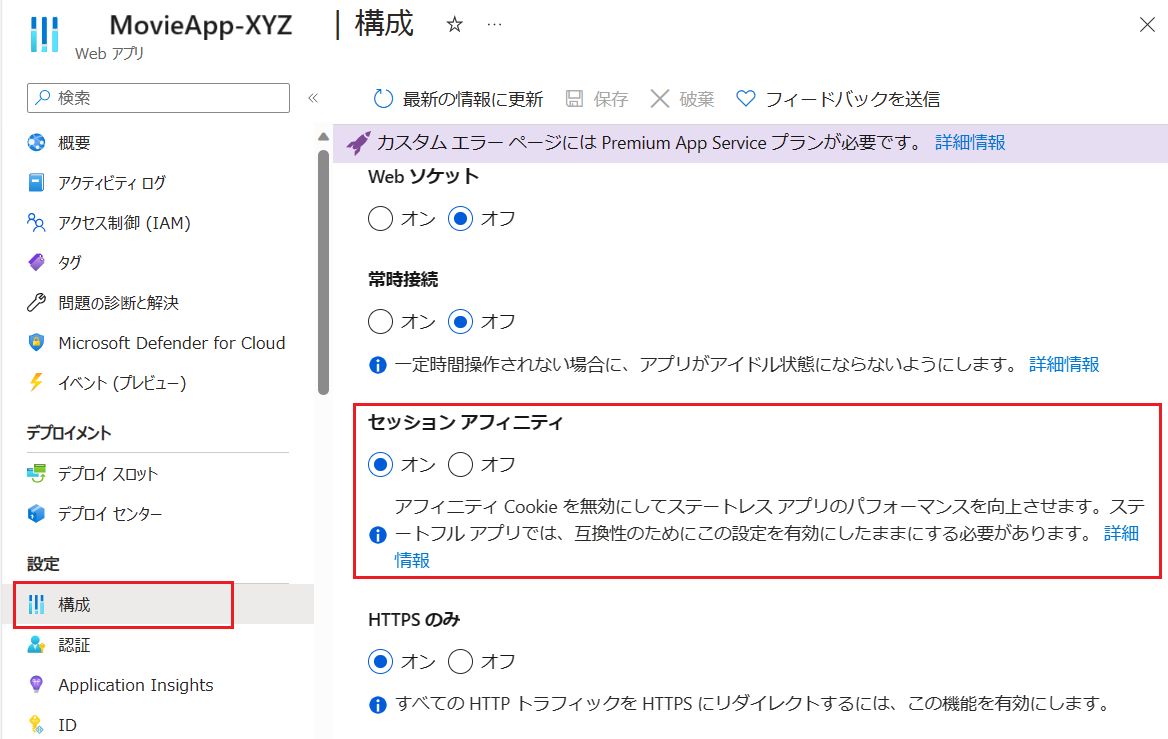 MovieApp-XYZ | 構成 ☆ …
Web アプリ
検索
«
最新の情報に更新 保存 破棄 フィードバックを送信
カスタム エラー ページには Premium App Service プランが必要です。 詳細情報
概要
アクティビティ ログ
アクセス制御 (IAM)
タグ
問題の診断と解決
Microsoft Defender for Cloud
イベント (プレビュー)
デプロイメント
デプロイ スロット
デプロイ センター
設定
構成
認証
Application Insights
ID
Web ソケット
オン オフ
常時接続
オン オフ
一定時間操作されない場合に、アプリがアイドル状態にならないようにします。 詳細情報
セッション アフィニティ
オン オフ
アフィニティ Cookie を無効にしてステートレス アプリのパフォーマンスを向上させます。ステ
ートフル アプリでは、互換性のためにこの設定を有効にしたままにする必要があります。 詳細
情報
HTTPS のみ
オン オフ
すべての HTTP トラフィックを HTTPS にリダイレクトするには、この機能を有効にします。